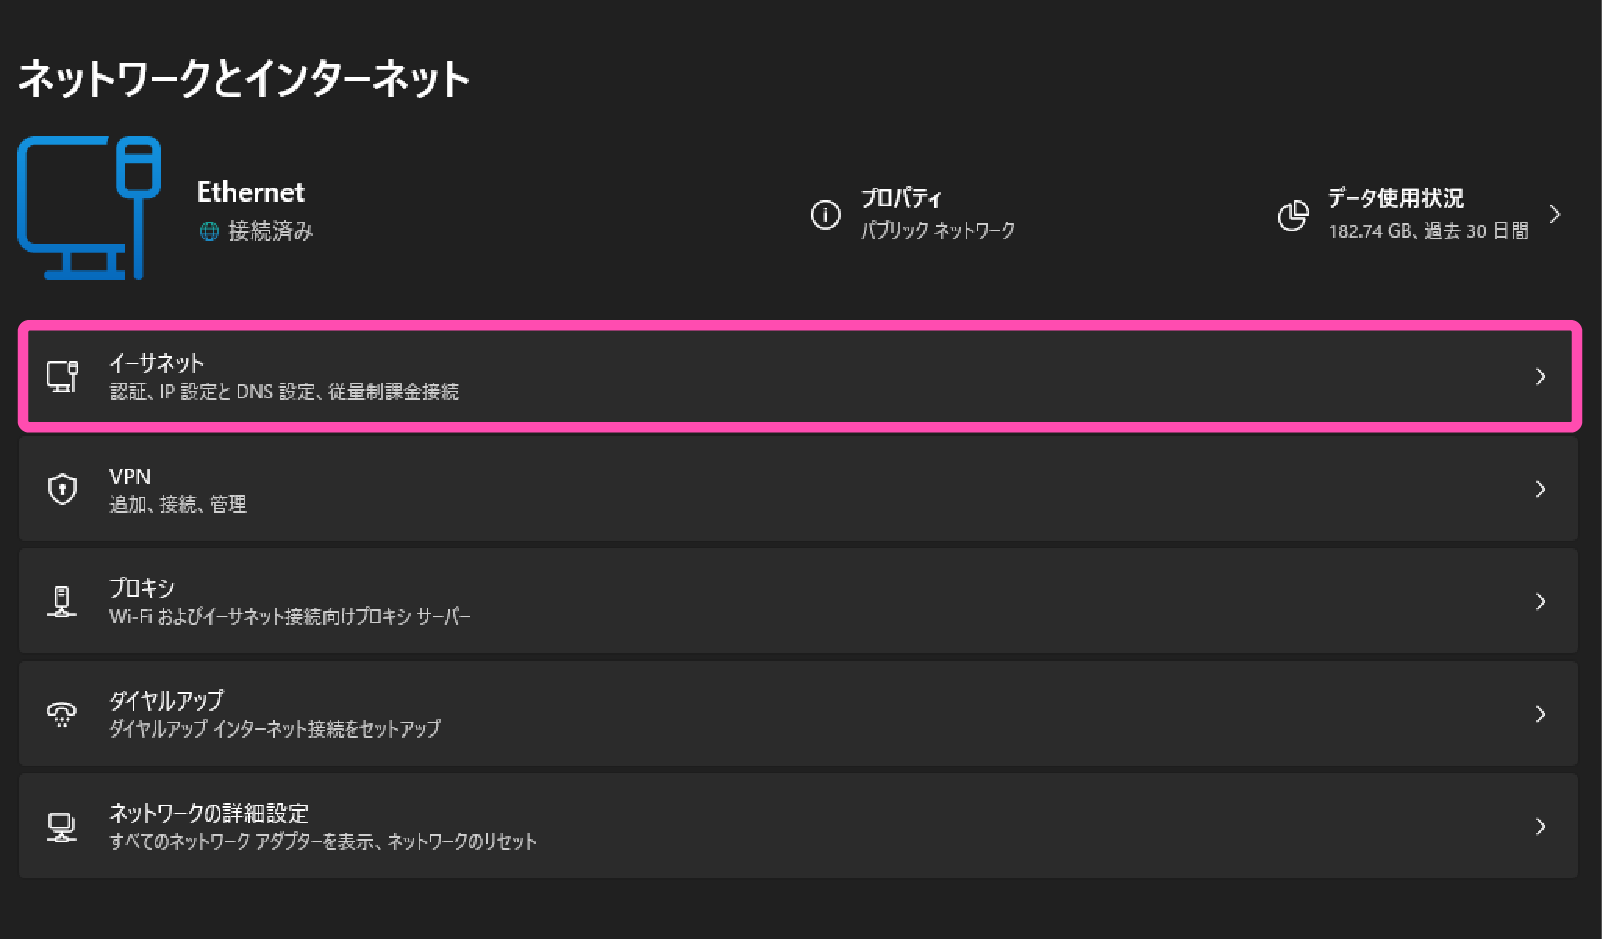 ネットワークとインターネット
Ethernet
接続済み
プロパティ
パブリック ネットワーク
データ使用状況
182.74 GB、過去 30 日間
イーサネット
認証、IP 設定と DNS 設定、従量制課金接続
VPN
追加、接続、管理
プロキシ
Wi-Fi およびイーサネット接続向けプロキシ サーバー
ダイヤルアップ
ダイヤルアップ インターネット接続をセットアップ
ネットワークの詳細設定
すべてのネットワーク アダプターを表示、ネットワークのリセット